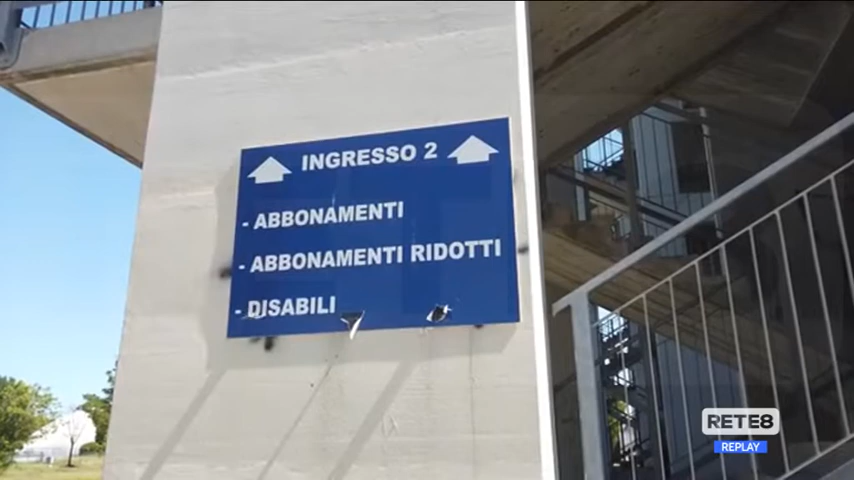 INGRESSO 2
- ABBONAMENTI
- ABBONAMENTI RIDOTTI
- DISABILI
RETE8
REPLAY